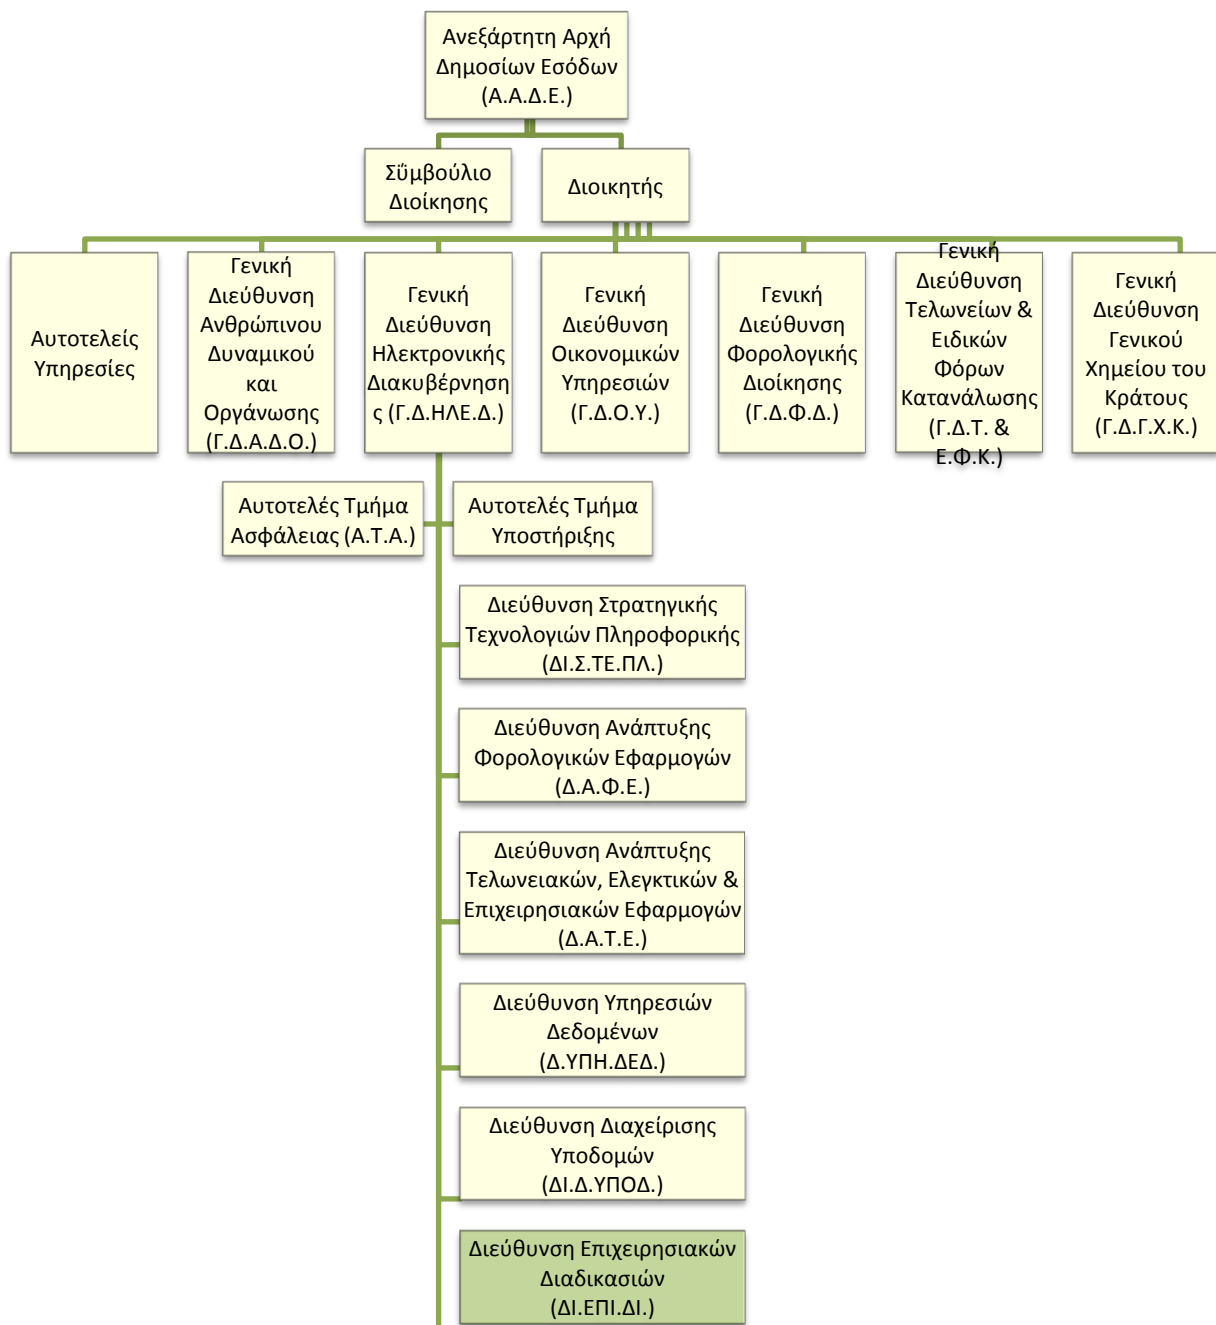 Ανεξάρτητη Αρχή
Δημοσίων Εσόδων
(Α.Α.Δ.Ε.)
Σΰμβούλιο
Διοίκησης
Διοικητής
Αυτοτελείς
Υπηρεσίες
Γενική
Διεύθυνση
Ανθρώπινου
Δυναμικού
και
Οργάνωσης
(Γ.Δ.Α.Δ.Ο.)
Γενική
Διεύθυνση
Ηλεκτρονικής
Διακυβέρνηση
ς (Γ.Δ.ΗΛΕ.Δ.)
Γενική
Διεύθυνση
Οικονομικών
Υπηρεσιών
(Γ.Δ.Ο.Υ.)
Γενική
Διεύθυνση
Φορολογικής
Διοίκησης
(Γ.Δ.Φ.Δ.)
Γενική
Διεύθυνση
Τελωνείων &
Ειδικών
Φόρων
Κατανάλωσης
(Γ.Δ.Τ. &
Ε.Φ.Κ.)
Γενική
Διεύθυνση
Γενικού
Χημείου του
Κράτους
(Γ.Δ.Γ.Χ.Κ.)
Αυτοτελές Τμήμα
Ασφάλειας (Α.Τ.Α.)
Αυτοτελές Τμήμα
Υποστήριξης
Διεύθυνση Στρατηγικής
Τεχνολογιών Πληροφορικής
(ΔΙ.Σ.ΤΕ.ΠΛ.)
Διεύθυνση Ανάπτυξης
Φορολογικών Εφαρμογών
(Δ.Α.Φ.Ε.)
Διεύθυνση Ανάπτυξης
Τελωνειακών, Ελεγκτικών &
Επιχειρησιακών Εφαρμογών
(Δ.Α.Τ.Ε.)
Διεύθυνση Υπηρεσιών
Δεδομένων
(Δ.ΥΠΗ.ΔΕΔ.)
Διεύθυνση Διαχείρισης
Υποδομών
(ΔΙ.Δ.ΥΠΟΔ.)
Διεύθυνση Επιχειρησιακών
Διαδικασιών
(ΔΙ.ΕΠΙ.ΔΙ.)